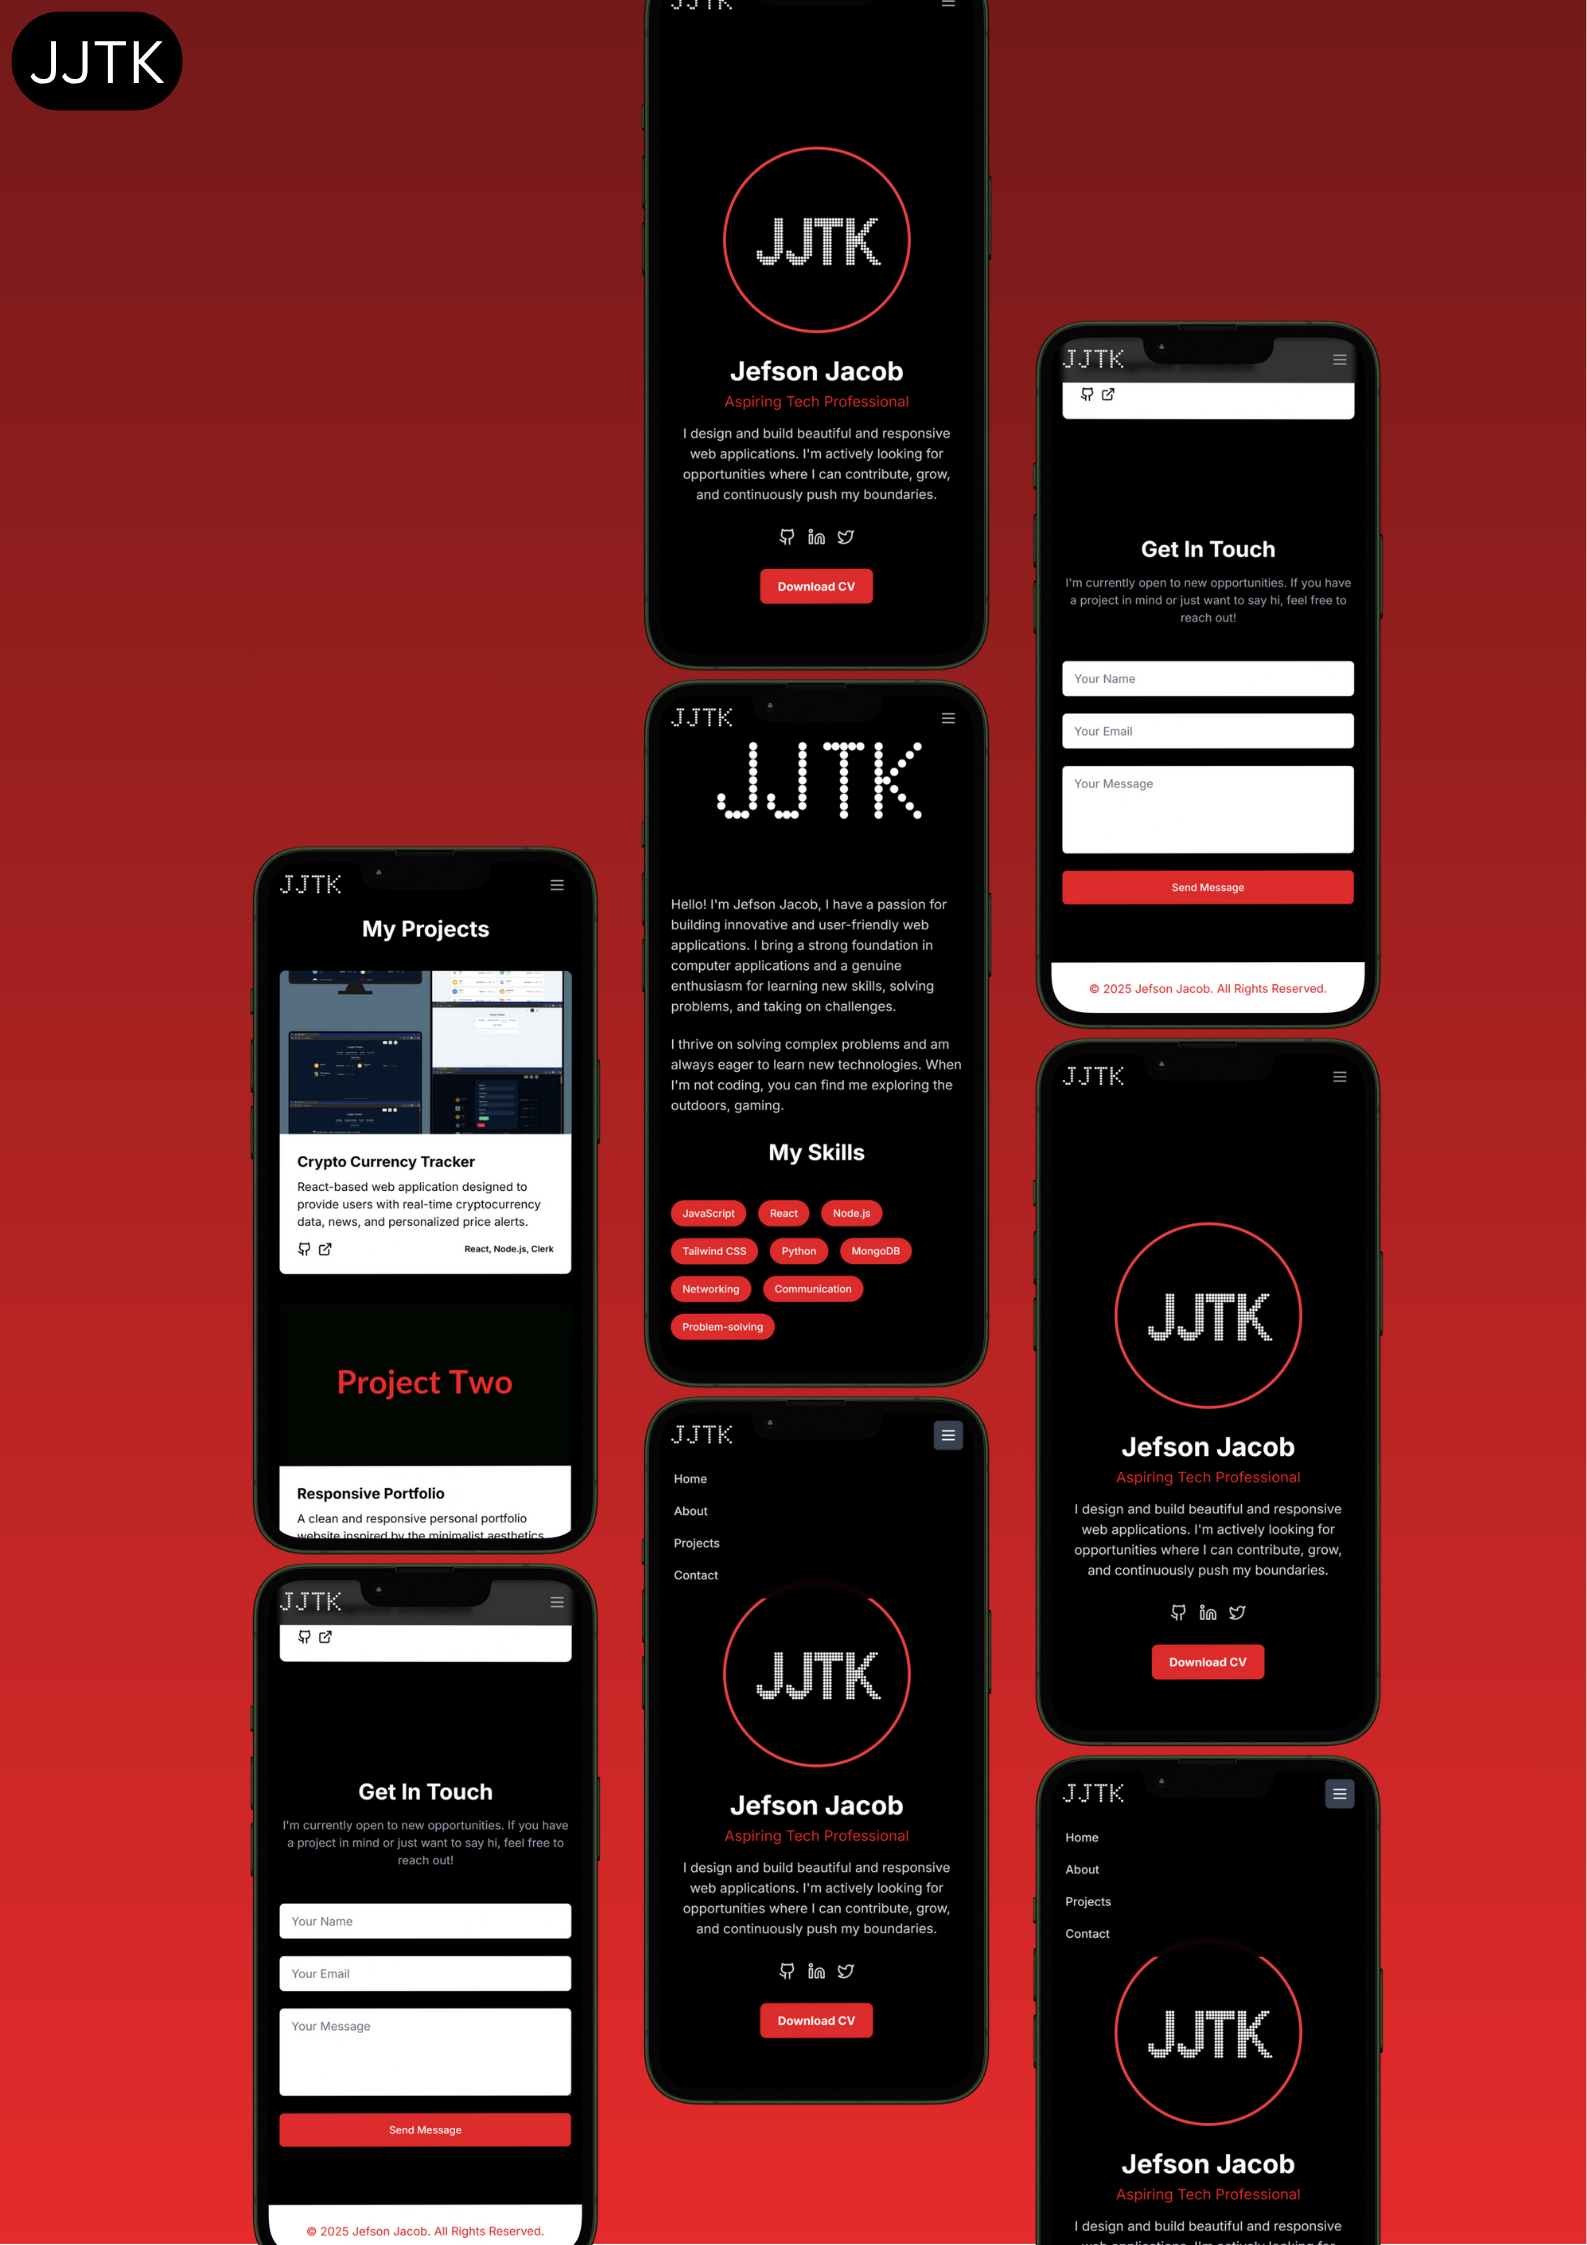 JJTK
JJTK
JJTK
Jefson Jacob
Aspiring Tech Professional
I design and build beautiful and responsive
web applications. I'm actively looking for
opportunities where I can contribute, grow,
and continuously push my boundaries.
Download CV
JJTK
Get In Touch
I'm currently open to new opportunities. If you have
a project in mind or just want to say hi, feel free to
reach out!
Your Name
Your Email
Your Message
Send Message
© 2025 Jefson Jacob. All Rights Reserved.
JJTK
JJTK
Hello! I'm Jefson Jacob, I have a passion for
building innovative and user-friendly web
applications. I bring a strong foundation in
computer applications and a genuine
enthusiasm for learning new skills, solving
problems, and taking on challenges.
I thrive on solving complex problems and am
always eager to learn new technologies. When
I'm not coding, you can find me exploring the
outdoors, gaming.
My Skills
JavaScript React Node.js
Tailwind CSS Python MongoDB
Networking Communication
Problem-solving
JJTK
My Projects
Crypto Currency Tracker
React-based web application designed to
provide users with real-time cryptocurrency
data, news, and personalized price alerts.
React, Node.js, Clerk
Project Two
Responsive Portfolio
A clean and responsive personal portfolio
website inspired by the minimalist aesthetics
JJTK
JJTK
Jefson Jacob
Aspiring Tech Professional
I design and build beautiful and responsive
web applications. I'm actively looking for
opportunities where I can contribute, grow,
and continuously push my boundaries.
Download CV
JJTK
Home
About
Projects
Contact
JJTK
Jefson Jacob
Aspiring Tech Professional
I design and build beautiful and responsive
web applications. I'm actively looking for
opportunities where I can contribute, grow,
and continuously push my boundaries.
Download CV
JJTK
Get In Touch
I'm currently open to new opportunities. If you have
a project in mind or just want to say hi, feel free to
reach out!
Your Name
Your Email
Your Message
Send Message
© 2025 Jefson Jacob. All Rights Reserved.
JJTK
Home
About
Projects
Contact
JJTK
Jefson Jacob
Aspiring Tech Professional
I design and build beautiful and responsive
web applications. I'm actively looking for